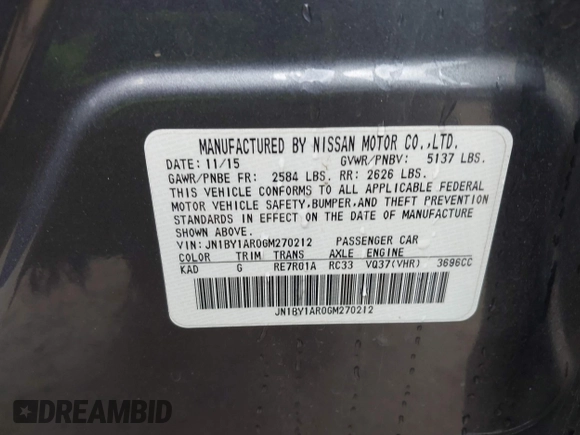 MANUFACTURED BY NISSAN MOTOR CO.,LTD.
DATE: 11/15 GVWR/PNBV: 5137 LBS.
GAWR/PNBE FR: 2584 LBS. RR: 2626 LBS.
THIS VEHICLE CONFORMS TO ALL APPLICABLE FEDERAL
MOTOR VEHICLE SAFETY,BUMPER,AND THEFT PREVENTION
STANDARDS IN EFFECT ON THE DATE OF MANUFACTURE
SHOWN ABOVE.
VIN: JN1BY1AR0GM270212 PASSENGER CAR
COLOR TRIM TRANS AXLE ENGINE
KAD G RE7R01A RC33 VQ37(VHR) 3696CC
JN1BY1AR0GM270212
DREAMBID